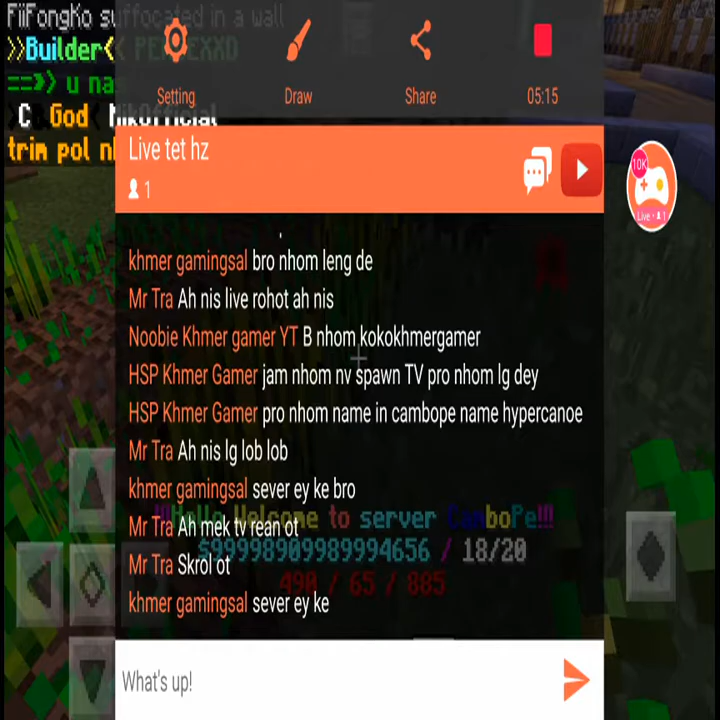 FiiFongKo suffocated in a wall
>>Builder<
Setting
Draw
Share
05:15
==>> u na
C God NikOfficial
trim pol n
Live tet hz
1
10K
Live · 1
khmer gamingsal bro nhom leng de
Mr Tra Ah nis live rohot ah nis
Noobie Khmer gamer YT B nhom kokokhmergamer
HSP Khmer Gamer jam nhom nv spawn TV pro nhom lg dey
HSP Khmer Gamer pro nhom name in cambope name hypercanoe
Mr Tra Ah nis lg lob lob
khmer gamingsal sever ey ke bro
!!!Hello Welcome to server CamboPe!!!
Mr Tra Ah mek tv rean ot
$9999890989994656 / 18/20
Mr Tra Skrol ot
490 / 65 / 885
khmer gamingsal sever ey ke
What's up!